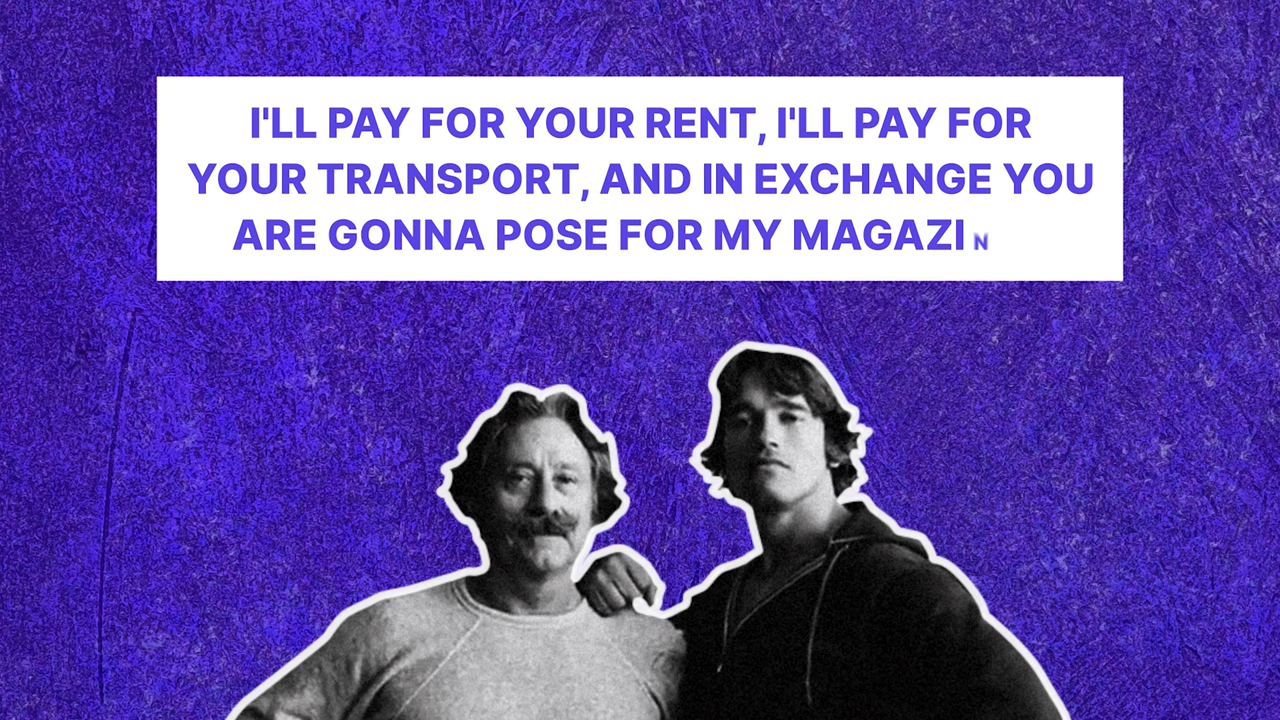 I'LL PAY FOR YOUR RENT, I'LL PAY FOR
YOUR TRANSPORT, AND IN EXCHANGE YOU
ARE GONNA POSE FOR MY MAGAZIN